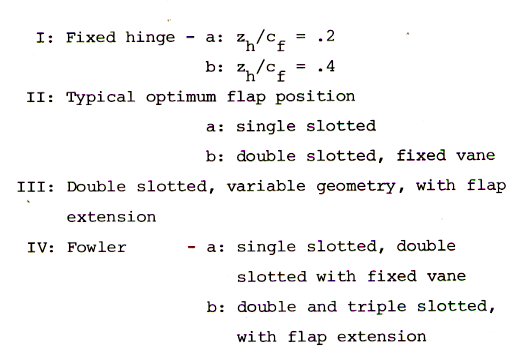 I: Fixed hinge - a: z_h/c_f = .2
b: z_h/c_f = .4
II: Typical optimum flap position
a: single slotted
b: double slotted, fixed vane
III: Double slotted, variable geometry, with flap
extension
IV: Fowler - a: single slotted, double
slotted with fixed vane
b: double and triple slotted,
with flap extension